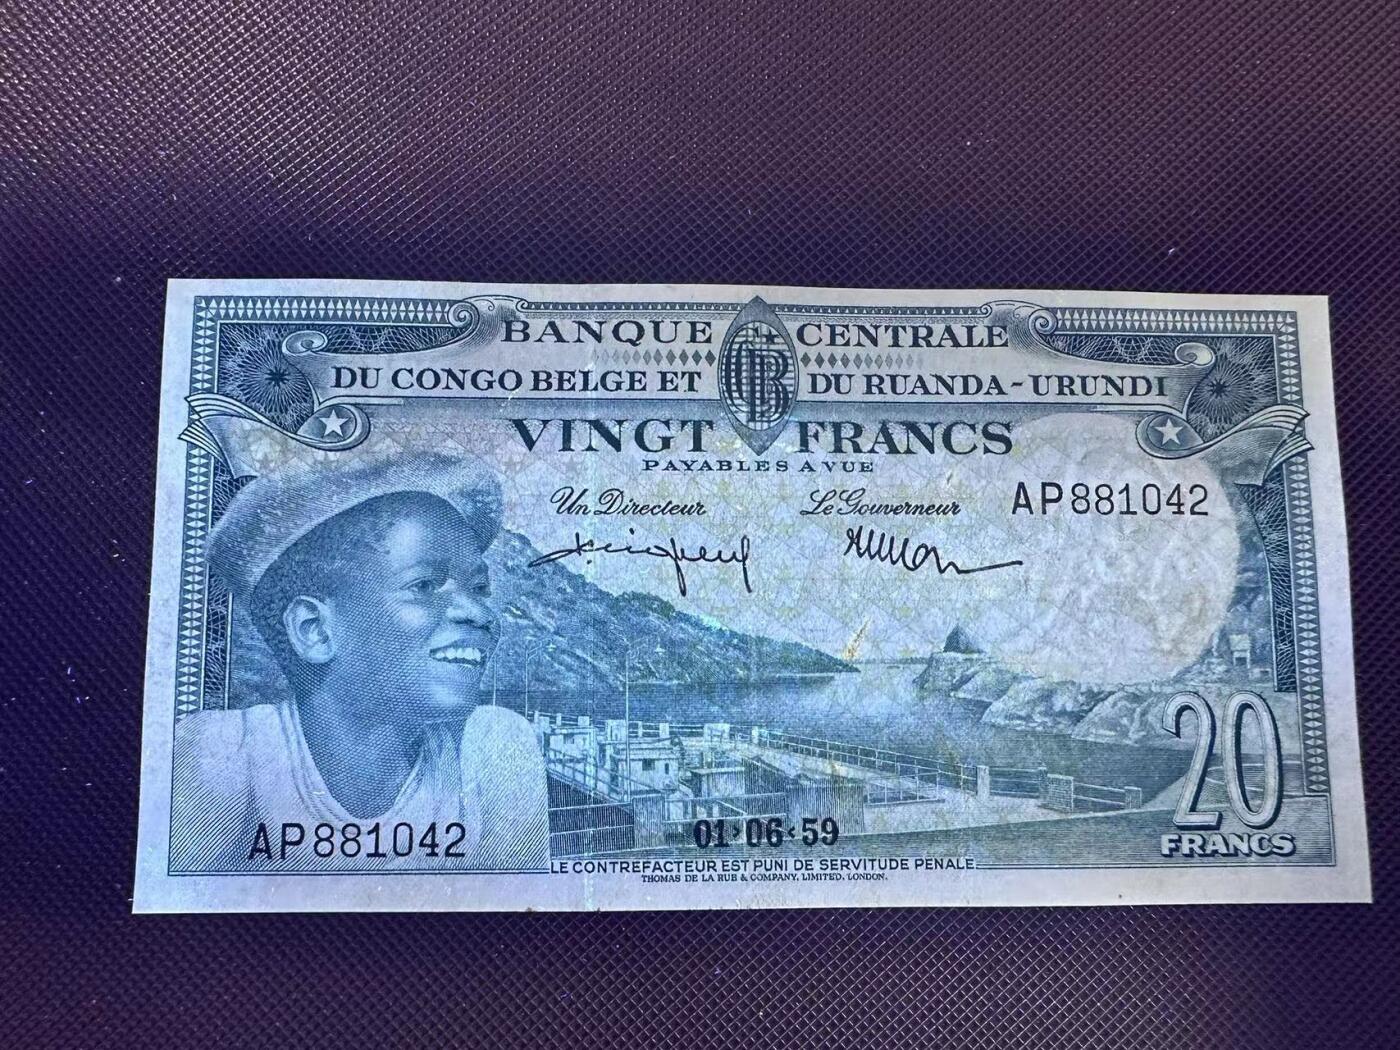 BANQUE CENTRALE
DU CONGO BELGE ET DU RUANDA-URUNDI
VINGT FRANCS
PAYABLES A VUE
Un Directeur Le Gouverneur
AP881042
20
FRANCS
AP881042
01·06·59
LE CONTREFACTEUR EST PUNI DE SERVITUDE PENALE
THOMAS DE LA RUE & COMPANY, LIMITED, LONDON.